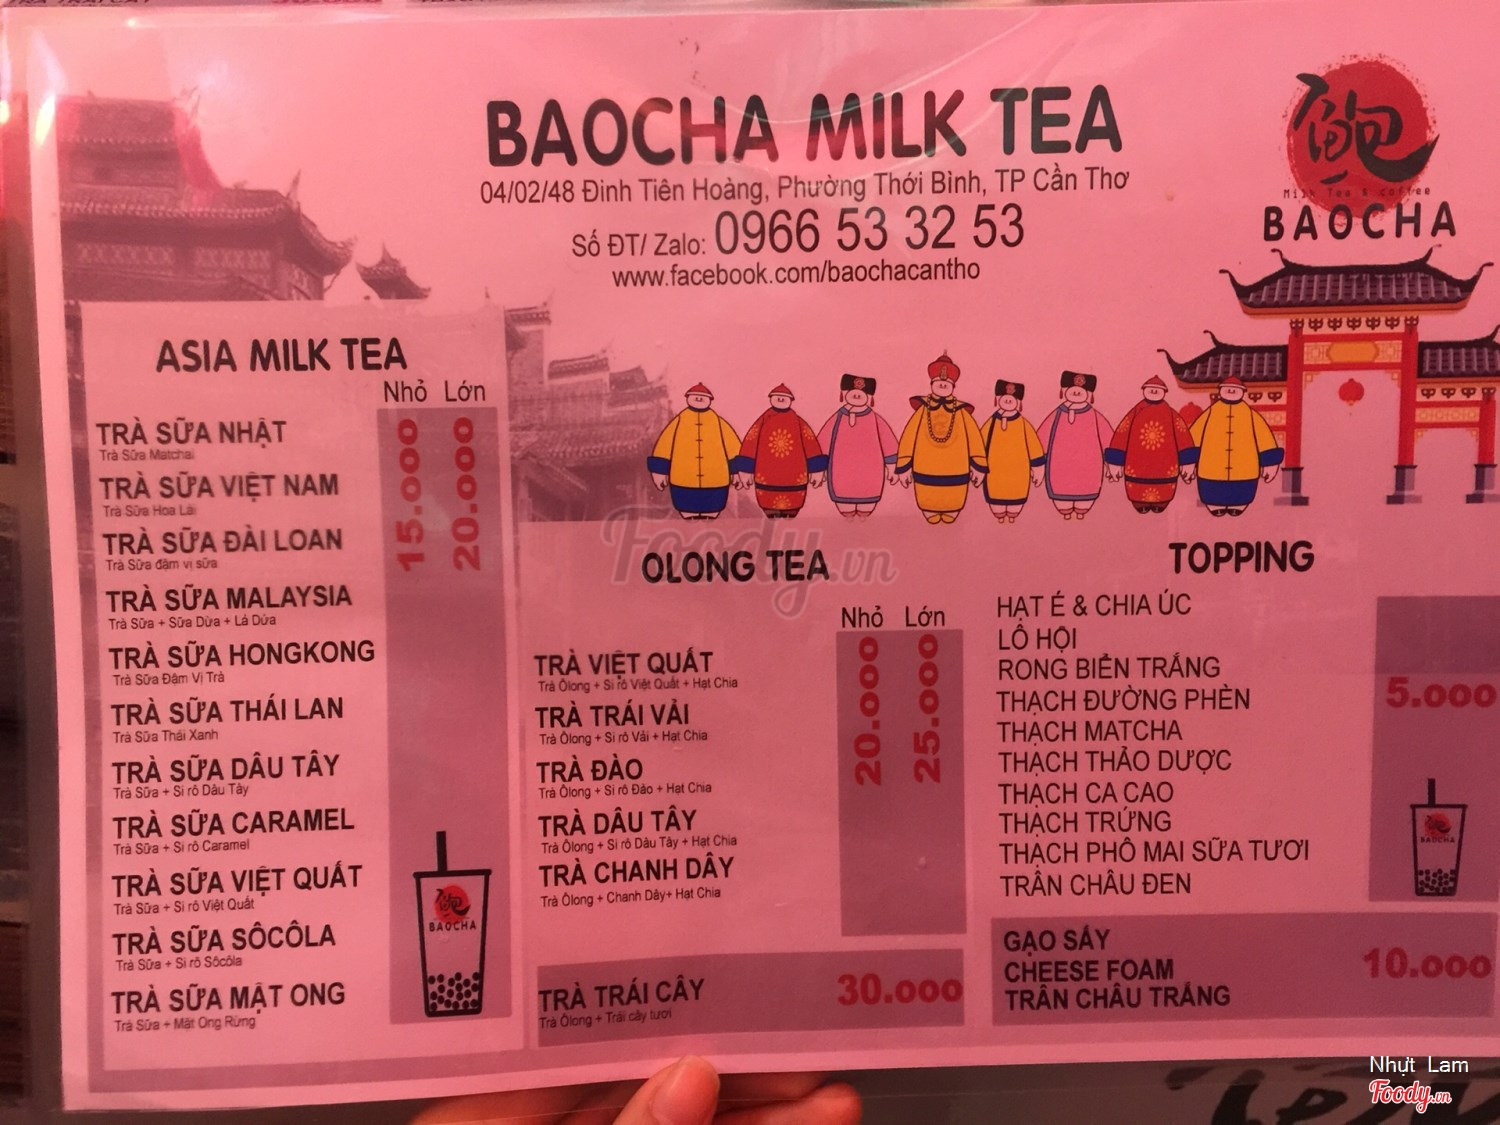 BAOCHA MILK TEA
04/02/48 Đinh Tiên Hoàng, Phường Thới Bình, TP Cần Thơ
Số ĐT/ Zalo: 0966 53 32 53
www.facebook.com/baochacantho
鲍
Milk Tea & coffee
BAOCHA
ASIA MILK TEA
Nhỏ Lớn
15.000 20.000
TRÀ SỮA NHẬT
Trà Sữa Matchai
TRÀ SỮA VIỆT NAM
Trà Sữa Hoa Lài
TRÀ SỮA ĐÀI LOAN
Trà Sữa đậm vị sữa
TRÀ SỮA MALAYSIA
Trà Sữa + Sữa Dừa + Lá Dứa
TRÀ SỮA HONGKONG
Trà Sữa Đậm Vị Trà
TRÀ SỮA THÁI LAN
Trà Sữa Thái Xanh
TRÀ SỮA DÂU TÂY
Trà Sữa + Si rô Dâu Tây
TRÀ SỮA CARAMEL
Trà Sữa + Si rô Caramel
TRÀ SỮA VIỆT QUẤT
Trà Sữa + Si rô Việt Quất
TRÀ SỮA SÔCÔLA
Trà Sữa + Si rô Sôcôla
TRÀ SỮA MẬT ONG
Trà Sữa + Mật Ong Rừng
BAOCHA
Foody.vn
OLONG TEA
Nhỏ Lớn
20.000 25.000
TRÀ VIỆT QUẤT
Trà Ôlong + Si rô Việt Quất + Hạt Chia
TRÀ TRÁI VẢI
Trà Ôlong + Si rô Vải + Hạt Chia
TRÀ ĐÀO
Trà Ôlong + Si rô Đào + Hạt Chia
TRÀ DÂU TÂY
Trà Ôlong + Si rô Dâu Tây + Hạt Chia
TRÀ CHANH DÂY
Trà Ôlong + Chanh Dây+ Hạt Chia
TRÀ TRÁI CÂY 30.000
Trà Ôlong + Trái cây tươi
TOPPING
HẠT É & CHIA ÚC
LÔ HỘI
RONG BIỂN TRẮNG
THẠCH ĐƯỜNG PHÈN 5.000
THẠCH MATCHA
THẠCH THẢO DƯỢC
THẠCH CA CAO
THẠCH TRỨNG
THẠCH PHÔ MAI SỮA TƯƠI
TRÂN CHÂU ĐEN
BAOCHA
GẠO SẤY
CHEESE FOAM 10.000
TRÂN CHÂU TRẮNG
Nhựt Lam
Foody.vn